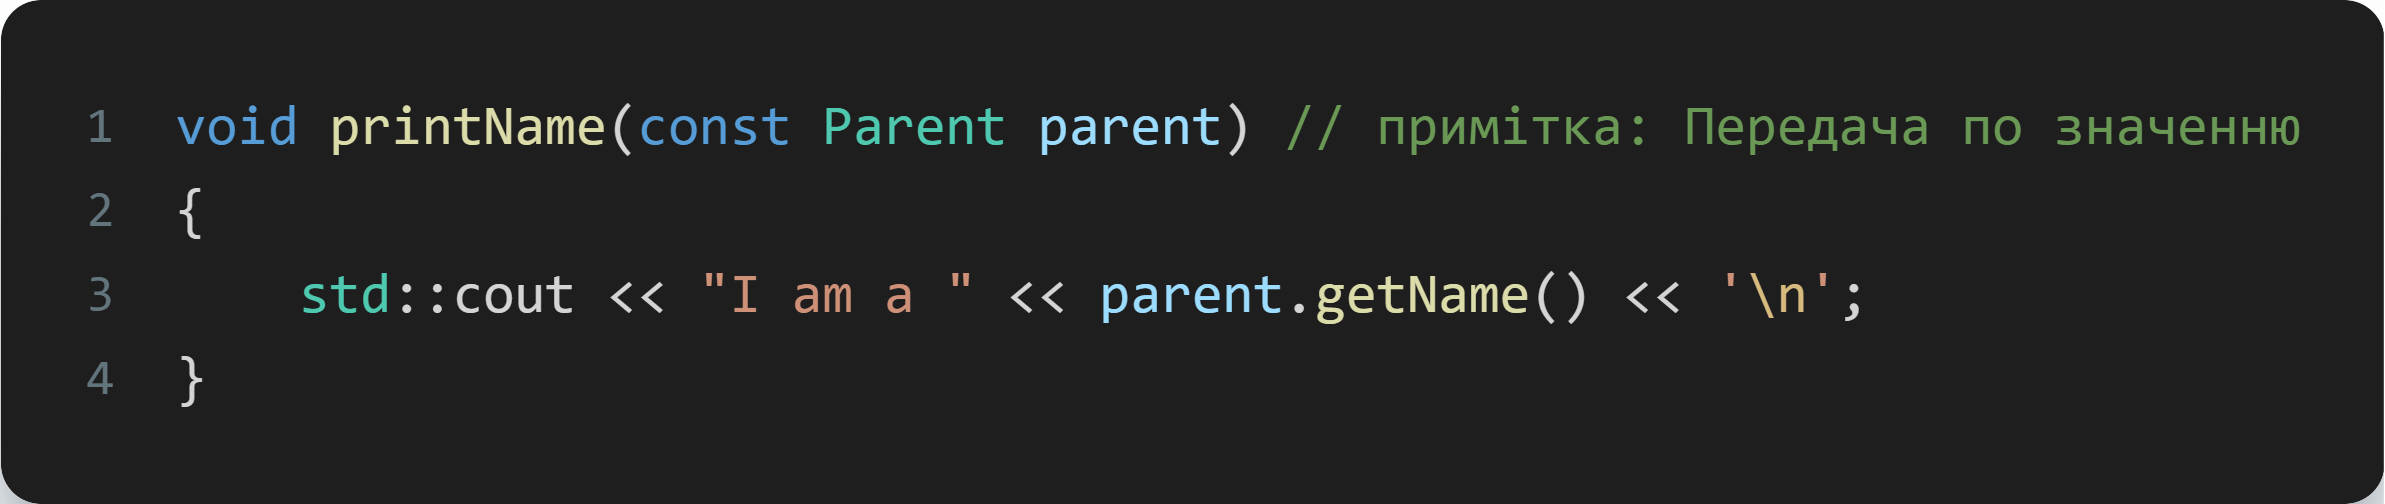 1 void printName(const Parent parent) // примітка: Передача по значенню
2 {
3     std::cout << "I am a " << parent.getName() << '\n';
4 }